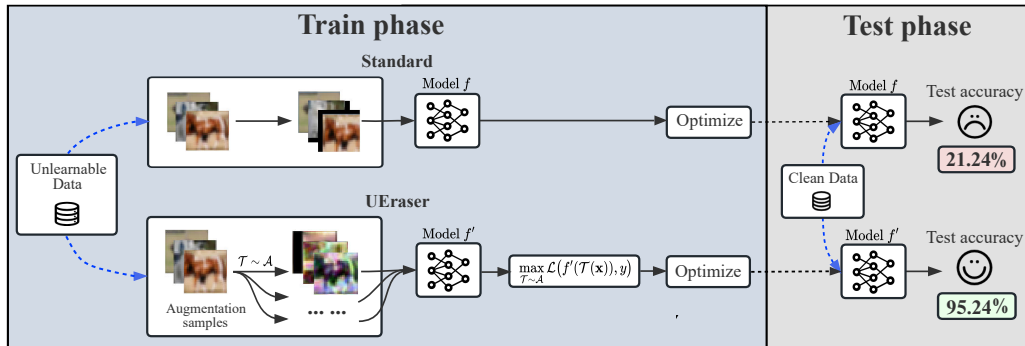 Train phase
Test phase
Standard
Model f
Optimize
Model f
Test accuracy
21.24%
Unlearnable
Data
Clean Data
UEraser
𝒯 ∼ 𝒜
Augmentation
samples
... ...
Model f′
max ℒ(f′(𝒯(x)), y)
𝒯∼𝒜
Optimize
Model f′
Test accuracy
95.24%